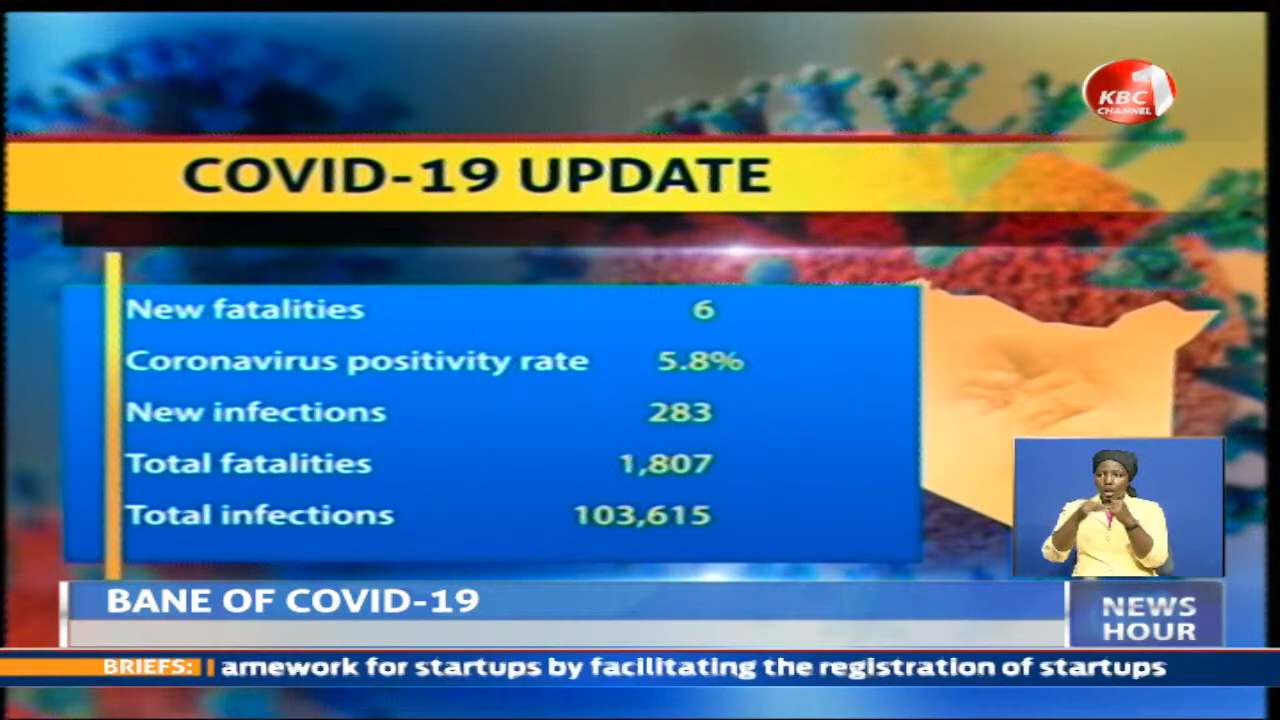 KBC 1
CHANNEL
COVID-19 UPDATE
New fatalities 6
Coronavirus positivity rate 5.8%
New infections 283
Total fatalities 1,807
Total infections 103,615
BANE OF COVID-19
NEWS
HOUR
BRIEFS: amework for startups by facilitating the registration of startups